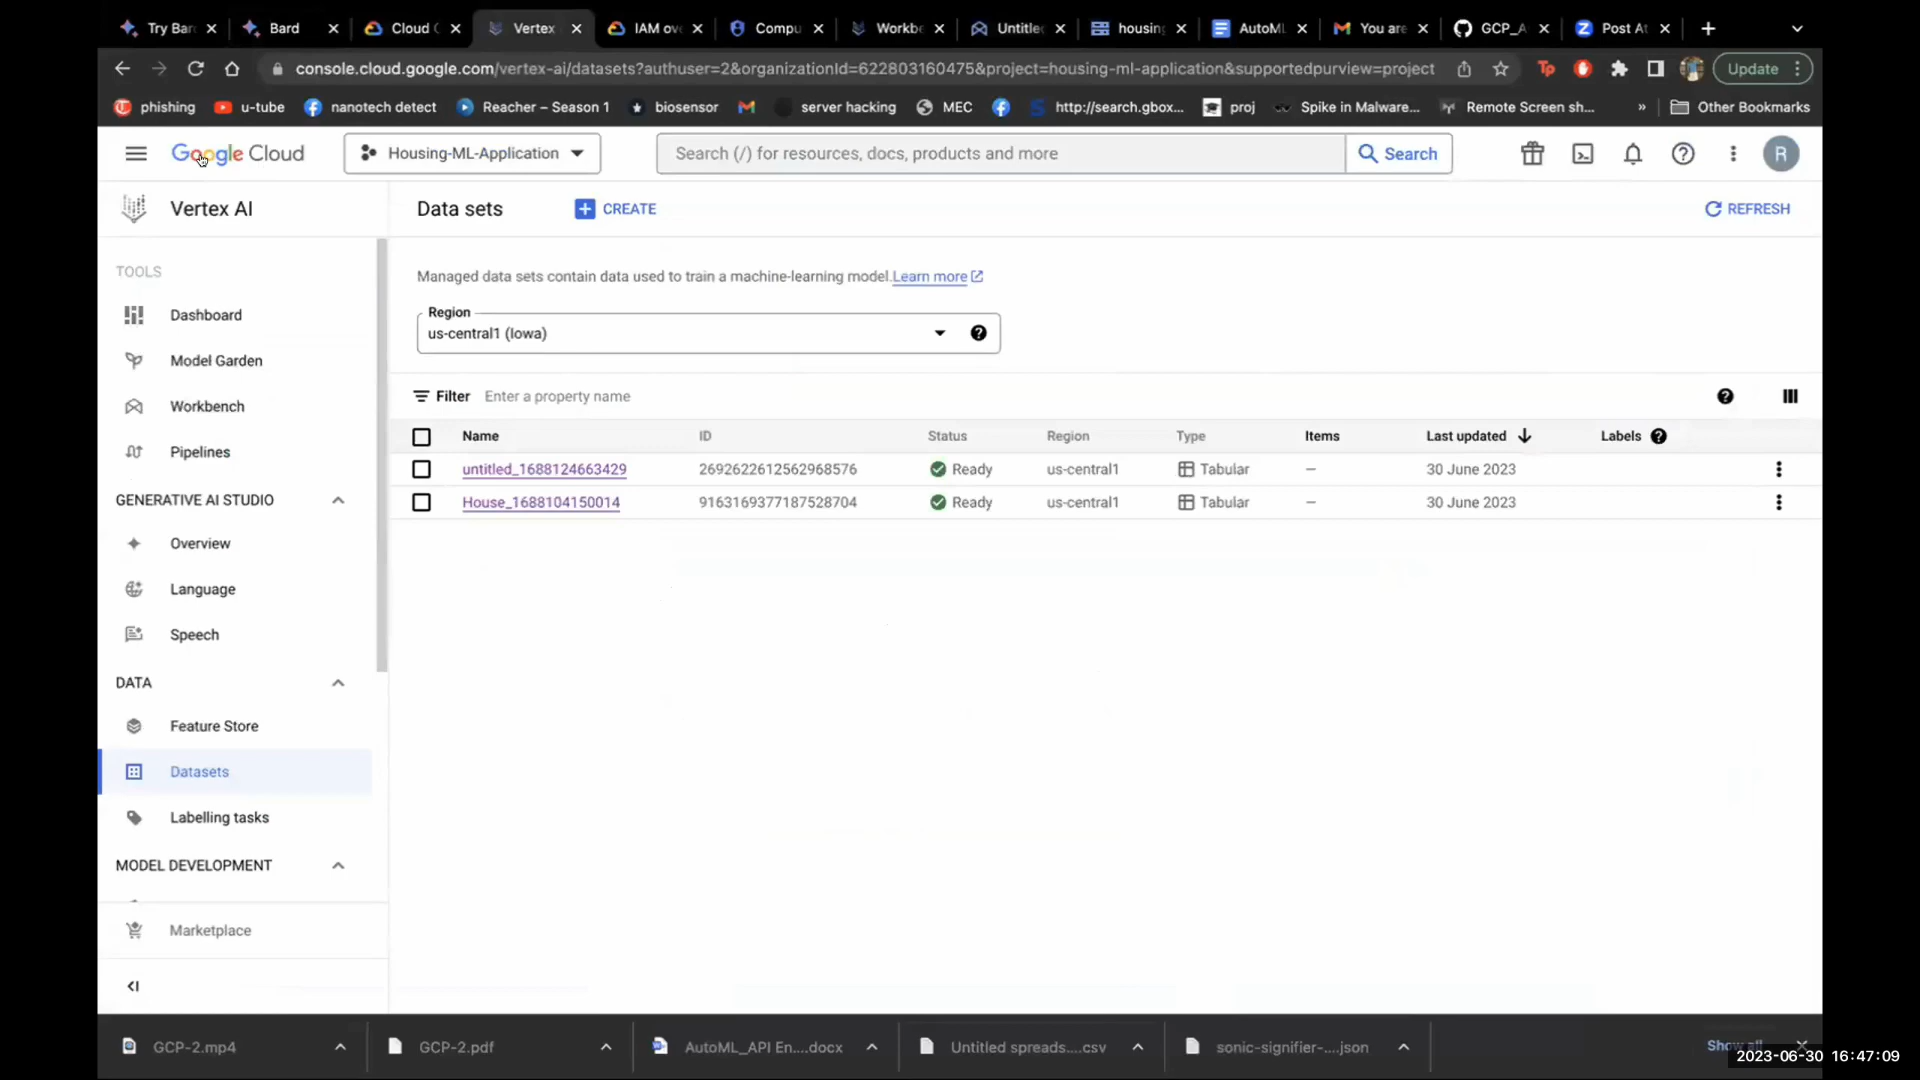 Try Bar
Bard
Cloud
Vertex
IAM ov
Compu
Workb
Untitle
housing
AutoML
You are
GCP_A
Post At
console.cloud.google.com/vertex-ai/datasets?authuser=2&organizationId=622803160475&project=housing-ml-application&supportedpurview=project
Update
phishing
u-tube
nanotech detect
Reacher – Season 1
biosensor
server hacking
MEC
http://search.gbox...
proj
Spike in Malware...
Remote Screen sh...
»
Other Bookmarks
Google Cloud
Housing-ML-Application
Search (/) for resources, docs, products and more
Search
R
Vertex AI
Data sets
CREATE
REFRESH
TOOLS
Dashboard
Model Garden
Workbench
Pipelines
GENERATIVE AI STUDIO
Overview
Language
Speech
DATA
Feature Store
Datasets
Labelling tasks
MODEL DEVELOPMENT
Marketplace
Managed data sets contain data used to train a machine-learning model. Learn more
Region
us-central1 (Iowa)
Filter Enter a property name
Name ID Status Region Type Items Last updated Labels
untitled_1688124663429 2692622612562968576 Ready us-central1 Tabular – 30 June 2023
House_1688104150014 9163169377187528704 Ready us-central1 Tabular – 30 June 2023
GCP-2.mp4
GCP-2.pdf
AutoML_API En....docx
Untitled spreads....csv
sonic-signifier-....json
Show all
2023-06-30 16:47:09